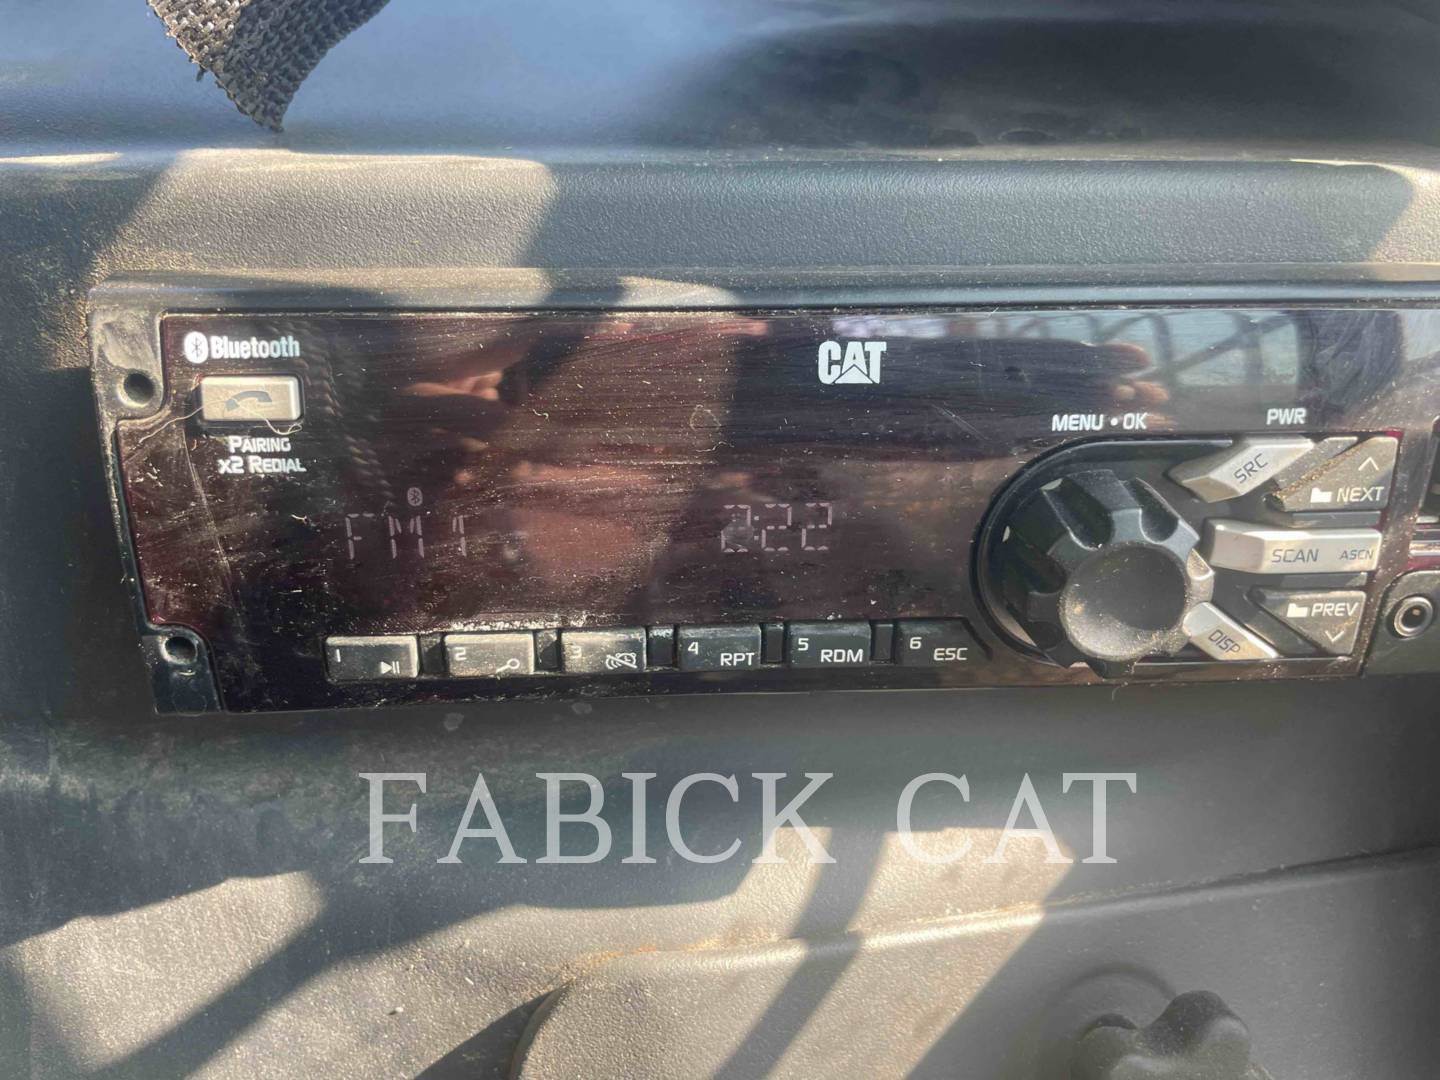 Bluetooth
CAT
PAIRING
X2 REDIAL
MENU • OK
PWR
SRC
NEXT
FM1
2:22
SCAN ASCN
PREV
DISP
1
2
3
4 RPT
5 RDM
6 ESC
FABICK CAT